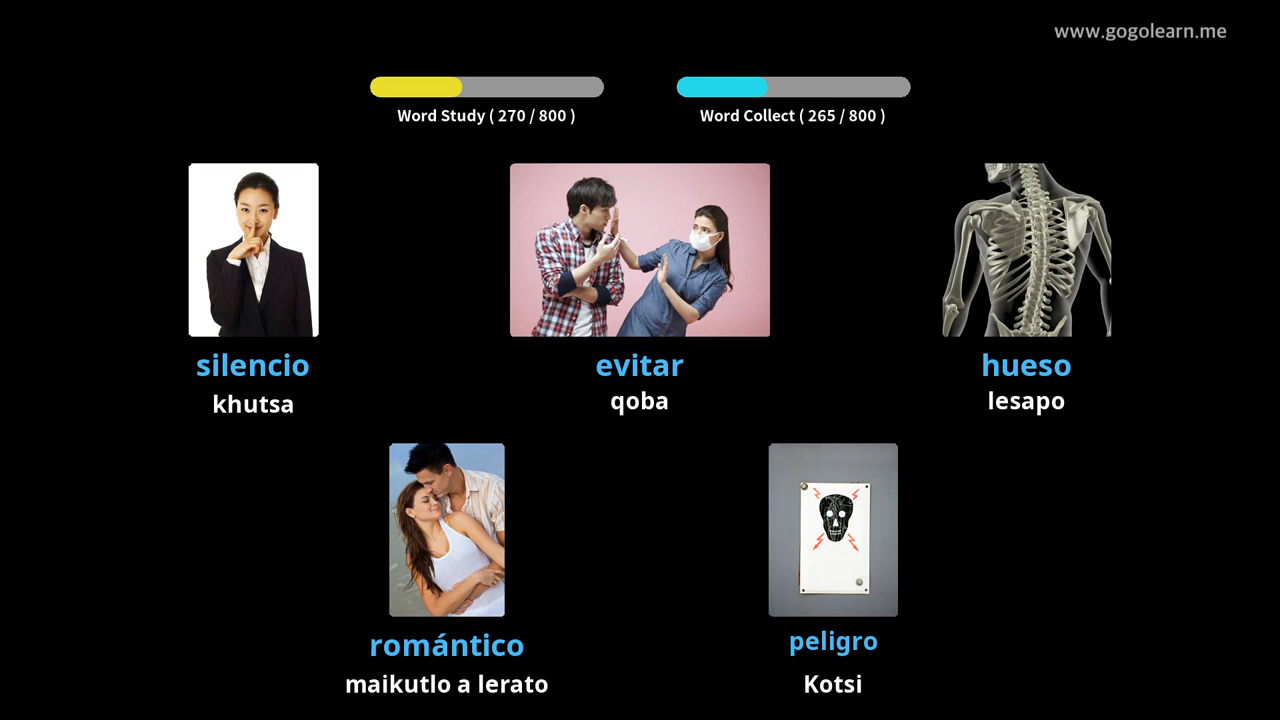 www.gogolearn.me
Word Study ( 270 / 800 )
Word Collect ( 265 / 800 )
silencio
khutsa
evitar
qoba
hueso
lesapo
romántico
maikutlo a lerato
peligro
Kotsi